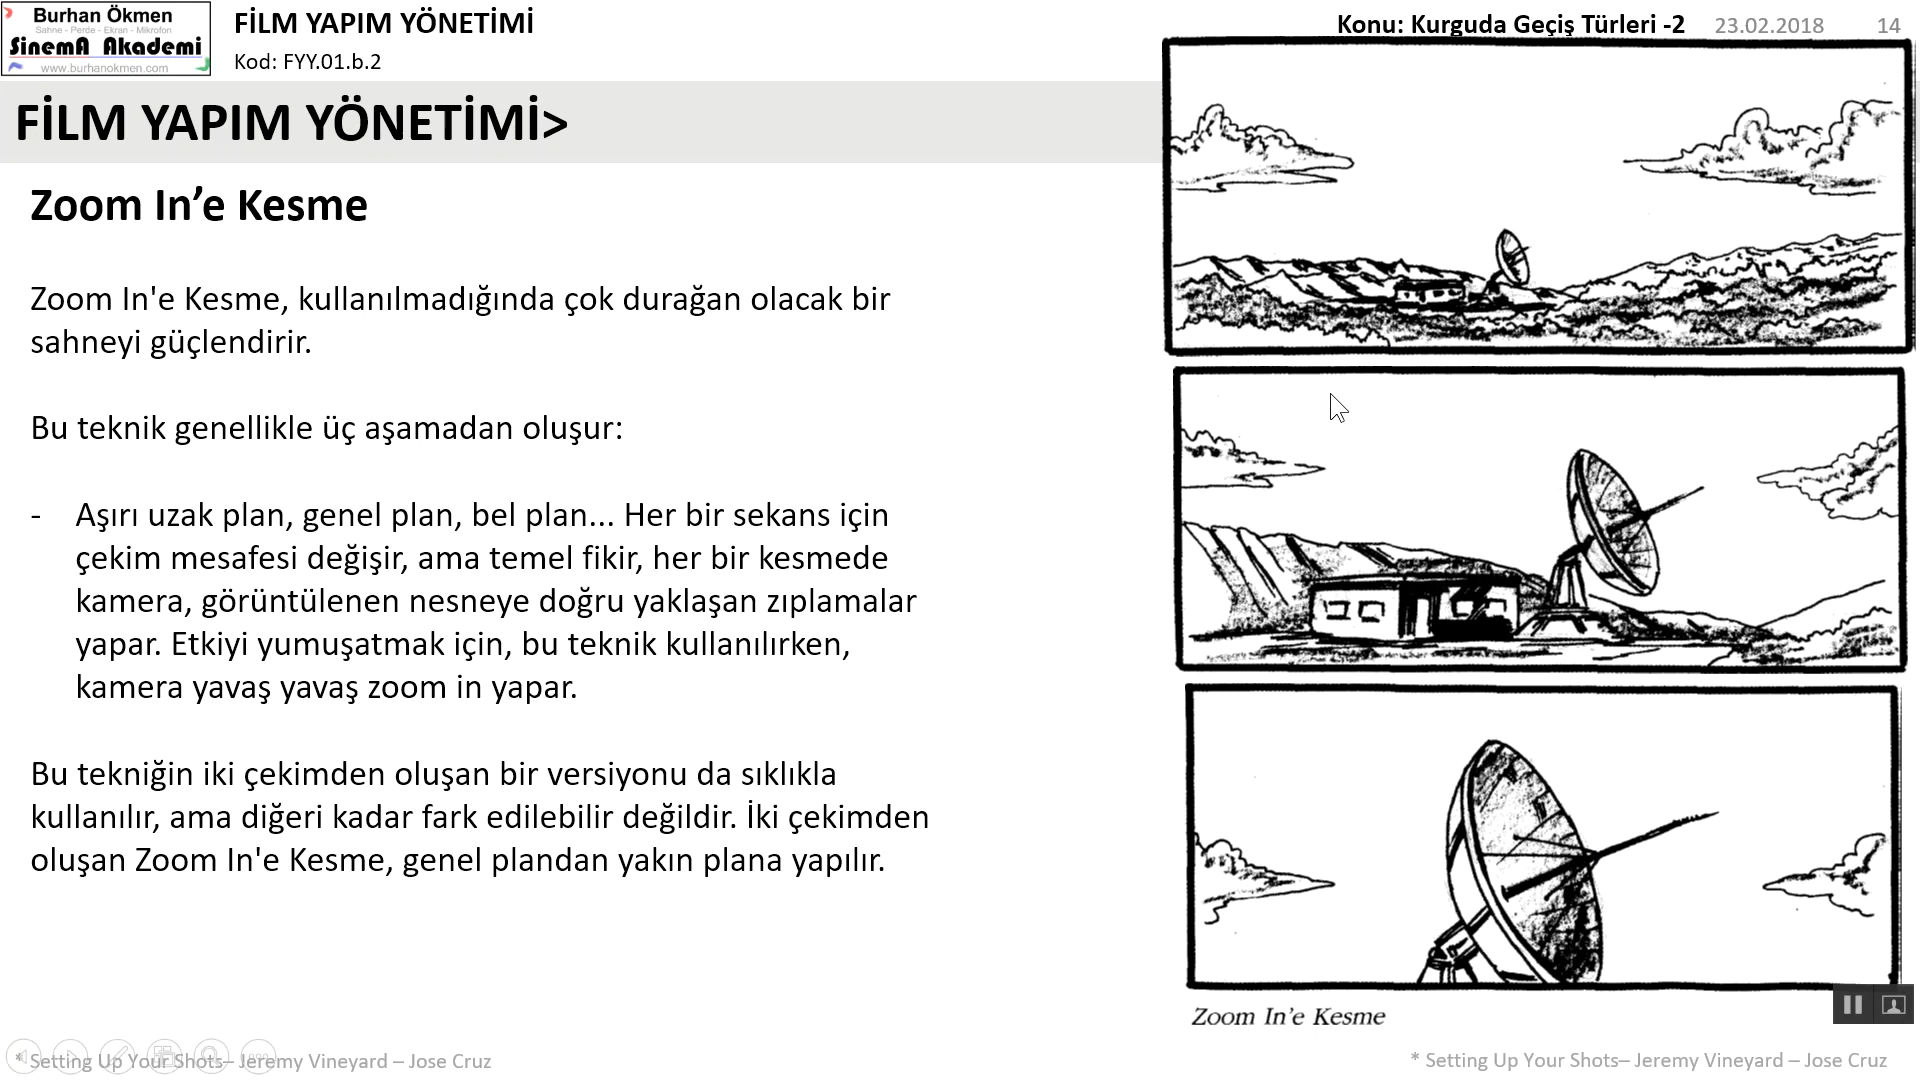 Burhan Ökmen
Sahne - Perde - Ekran - Mikrofon
SinemA Akademi
www.burhanokmen.com
FİLM YAPIM YÖNETİMİ
Kod: FYY.01.b.2
Konu: Kurguda Geçiş Türleri -2
23.02.2018
14
FİLM YAPIM YÖNETİMİ>
Zoom In’e Kesme
Zoom In'e Kesme, kullanılmadığında çok durağan olacak bir
sahneyi güçlendirir.
Bu teknik genellikle üç aşamadan oluşur:
- Aşırı uzak plan, genel plan, bel plan... Her bir sekans için
çekim mesafesi değişir, ama temel fikir, her bir kesmede
kamera, görüntülenen nesneye doğru yaklaşan zıplamalar
yapar. Etkiyi yumuşatmak için, bu teknik kullanılırken,
kamera yavaş yavaş zoom in yapar.
Bu tekniğin iki çekimden oluşan bir versiyonu da sıklıkla
kullanılır, ama diğeri kadar fark edilebilir değildir. İki çekimden
oluşan Zoom In'e Kesme, genel plandan yakın plana yapılır.
Zoom In’e Kesme
* Setting Up Your Shots– Jeremy Vineyard – Jose Cruz
* Setting Up Your Shots– Jeremy Vineyard – Jose Cruz